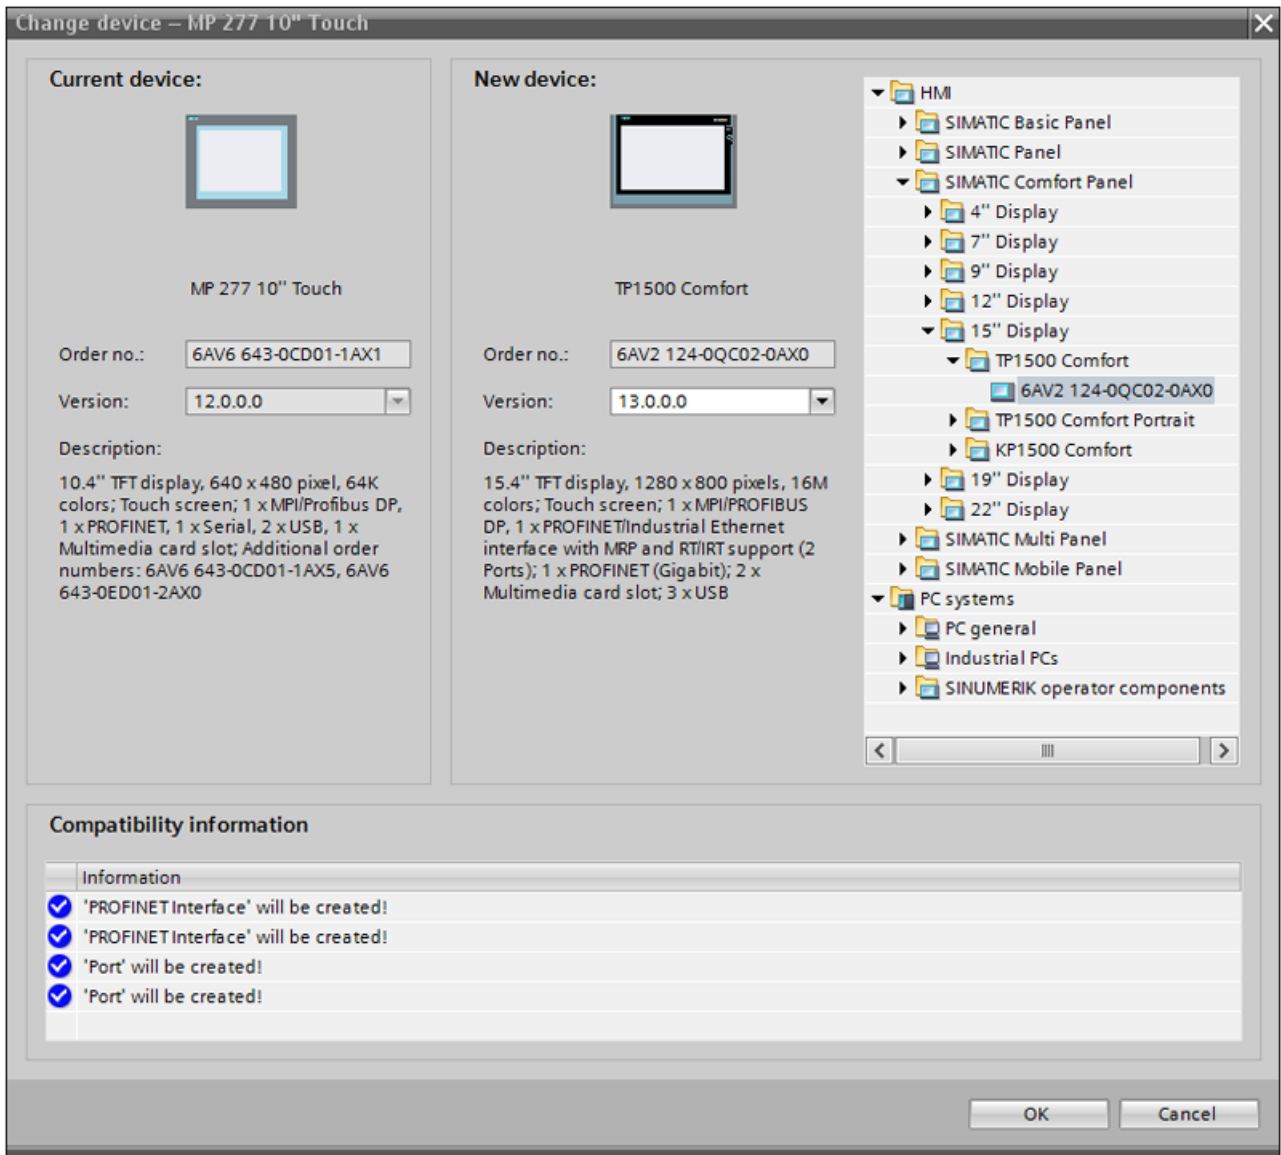 Change device – MP 277 10" Touch
Current device:
MP 277 10'' Touch
Order no.: 6AV6 643-0CD01-1AX1
Version: 12.0.0.0
Description:
10.4" TFT display, 640 x 480 pixel, 64K
colors; Touch screen; 1 x MPI/Profibus DP,
1 x PROFINET, 1 x Serial, 2 x USB, 1 x
Multimedia card slot; Additional order
numbers: 6AV6 643-0CD01-1AX5, 6AV6
643-0ED01-2AX0
New device:
TP1500 Comfort
Order no.: 6AV2 124-0QC02-0AX0
Version: 13.0.0.0
Description:
15.4" TFT display, 1280 x 800 pixels, 16M
colors; Touch screen; 1 x MPI/PROFIBUS
DP, 1 x PROFINET/Industrial Ethernet
interface with MRP and RT/IRT support (2
Ports); 1 x PROFINET (Gigabit); 2 x
Multimedia card slot; 3 x USB
HMI
SIMATIC Basic Panel
SIMATIC Panel
SIMATIC Comfort Panel
4'' Display
7'' Display
9'' Display
12'' Display
15'' Display
TP1500 Comfort
6AV2 124-0QC02-0AX0
TP1500 Comfort Portrait
KP1500 Comfort
19'' Display
22'' Display
SIMATIC Multi Panel
SIMATIC Mobile Panel
PC systems
PC general
Industrial PCs
SINUMERIK operator components
Compatibility information
Information
'PROFINET Interface' will be created!
'PROFINET Interface' will be created!
'Port' will be created!
'Port' will be created!
OK
Cancel